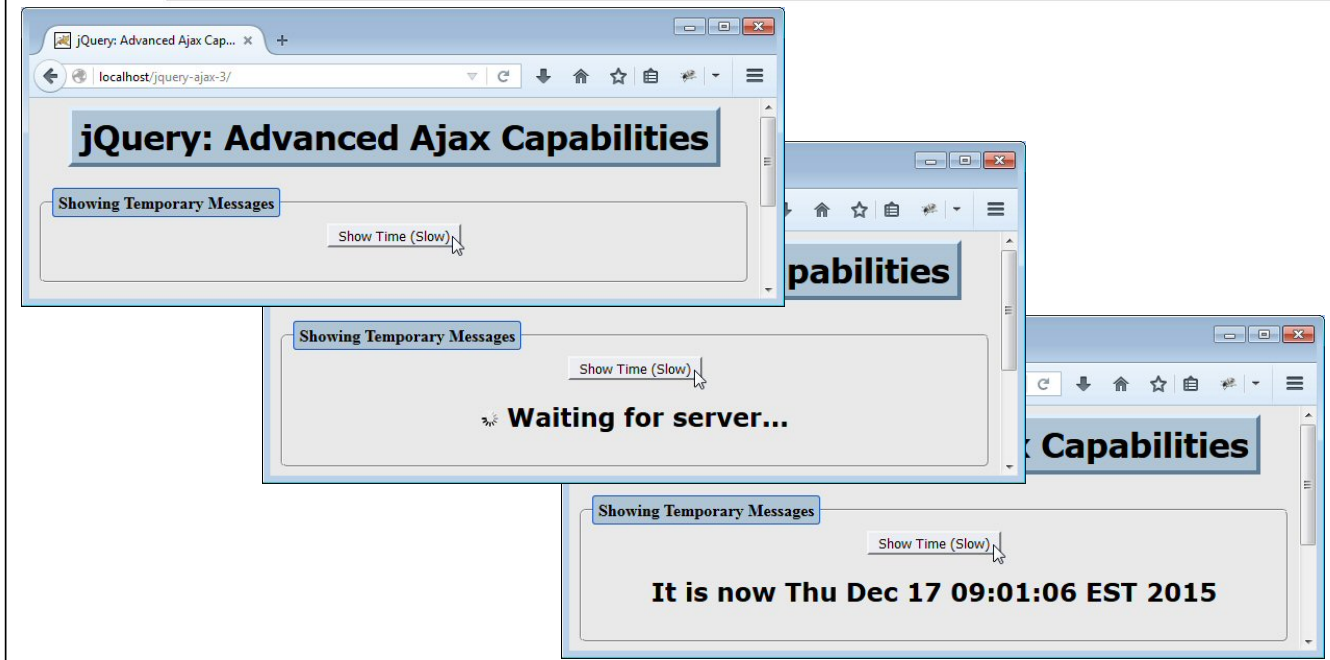 jQuery: Advanced Ajax Cap...
localhost/jquery-ajax-3/
jQuery: Advanced Ajax Capabilities
Showing Temporary Messages
Show Time (Slow)
pabilities
Showing Temporary Messages
Show Time (Slow)
Waiting for server...
Capabilities
Showing Temporary Messages
Show Time (Slow)
It is now Thu Dec 17 09:01:06 EST 2015